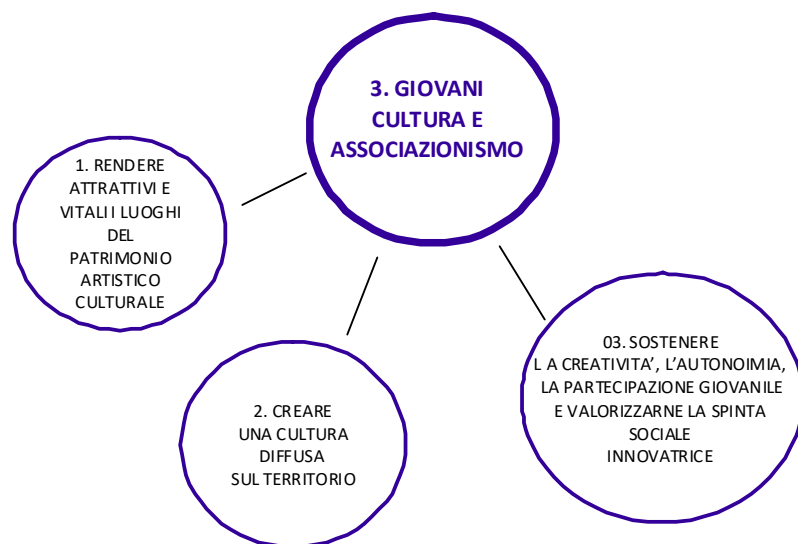 3. GIOVANI
CULTURA E
ASSOCIAZIONISMO
1. RENDERE
ATTRATTIVI E
VITALI I LUOGHI
DEL
PATRIMONIO
ARTISTICO
CULTURALE
2. CREARE
UNA CULTURA
DIFFUSA
SUL TERRITORIO
03. SOSTENERE
L A CREATIVITA’, L’AUTONOIMIA,
LA PARTECIPAZIONE GIOVANILE
E VALORIZZARNE LA SPINTA
SOCIALE
INNOVATRICE